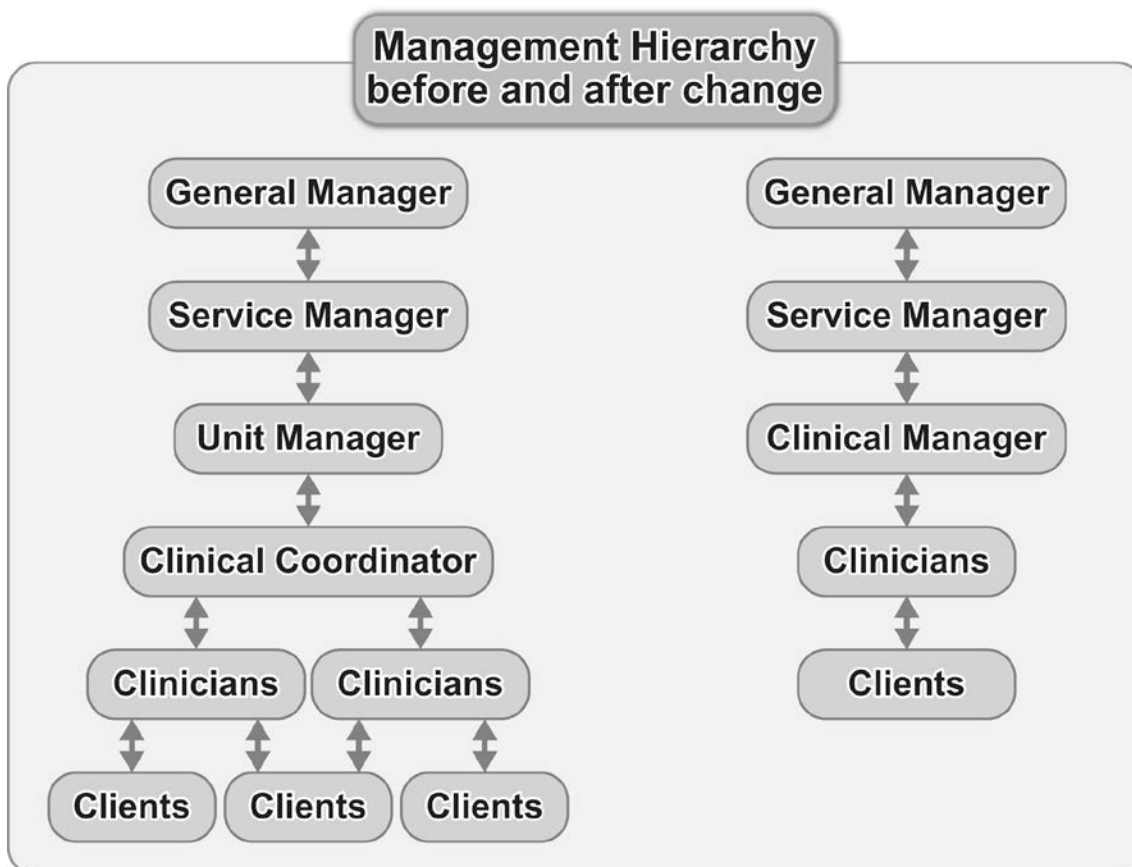 Management Hierarchy
before and after change
General Manager
Service Manager
Unit Manager
Clinical Coordinator
Clinicians
Clinicians
Clients
Clients
Clients
General Manager
Service Manager
Clinical Manager
Clinicians
Clients